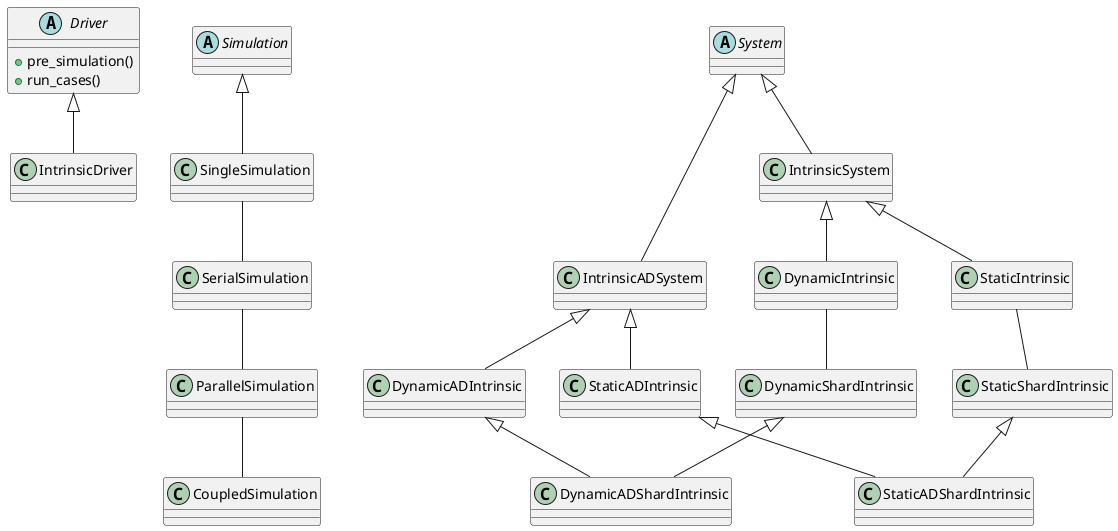 A Driver
+ pre_simulation()
+ run_cases()
A Simulation
A System
C IntrinsicDriver
C SingleSimulation
C IntrinsicSystem
C SerialSimulation
C IntrinsicADSystem
C DynamicIntrinsic
C StaticIntrinsic
C ParallelSimulation
C DynamicADIntrinsic
C StaticADIntrinsic
C DynamicShardIntrinsic
C StaticShardIntrinsic
C CoupledSimulation
C DynamicADShardIntrinsic
C StaticADShardIntrinsic